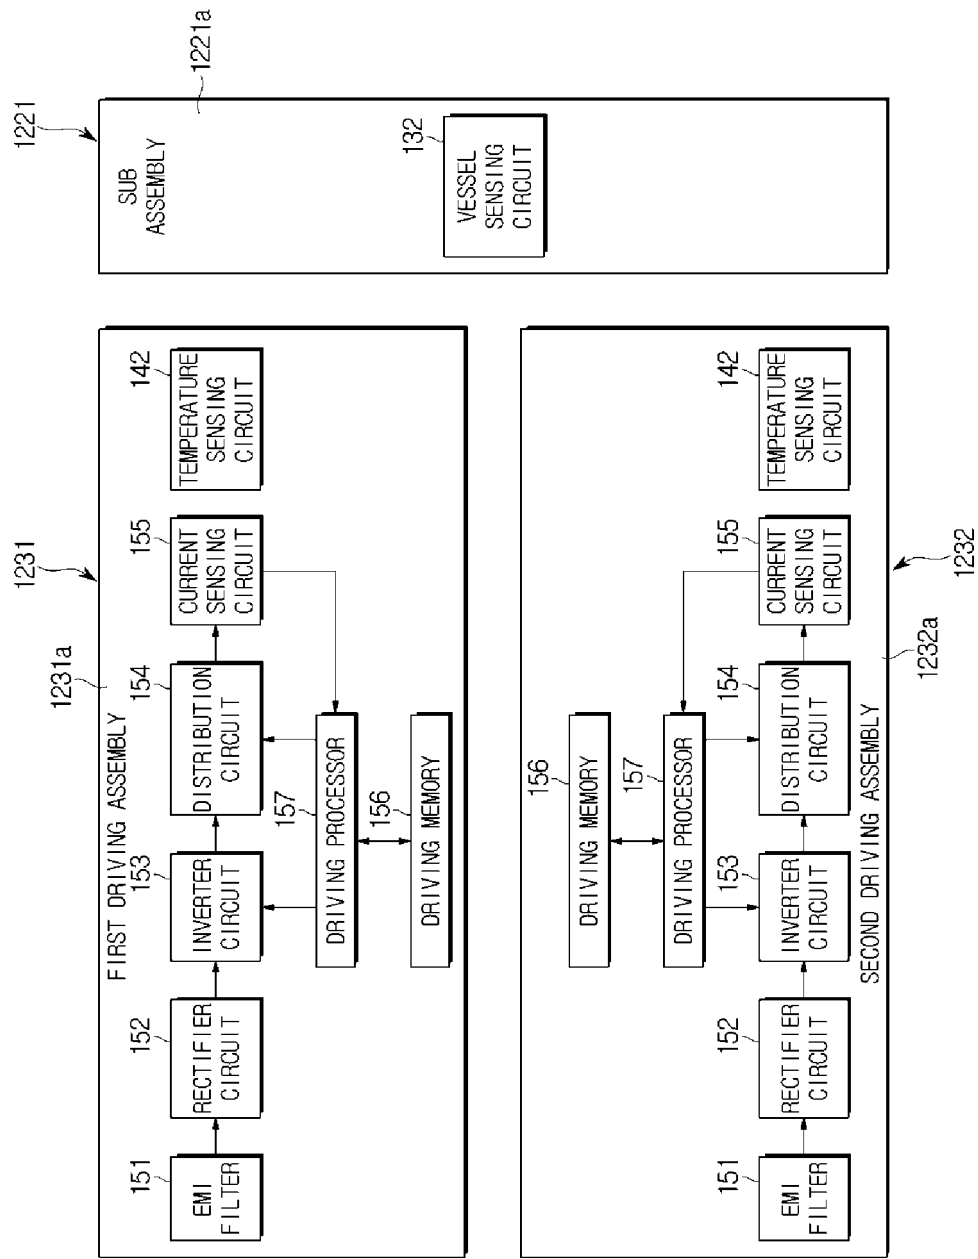 1231
1231a
FIRST DRIVING ASSEMBLY
151
EMI
FILTER
152
RECTIFIER
CIRCUIT
153
INVERTER
CIRCUIT
154
DISTRIBUTION
CIRCUIT
155
CURRENT
SENSING
CIRCUIT
142
TEMPERATURE
SENSING
CIRCUIT
157
DRIVING PROCESSOR
156
DRIVING MEMORY
1221
1221a
SUB
ASSEMBLY
132
VESSEL
SENSING
CIRCUIT
156
DRIVING MEMORY
157
DRIVING PROCESSOR
151
EMI
FILTER
152
RECTIFIER
CIRCUIT
153
INVERTER
CIRCUIT
154
DISTRIBUTION
CIRCUIT
155
CURRENT
SENSING
CIRCUIT
142
TEMPERATURE
SENSING
CIRCUIT
SECOND DRIVING ASSEMBLY
1232a
1232